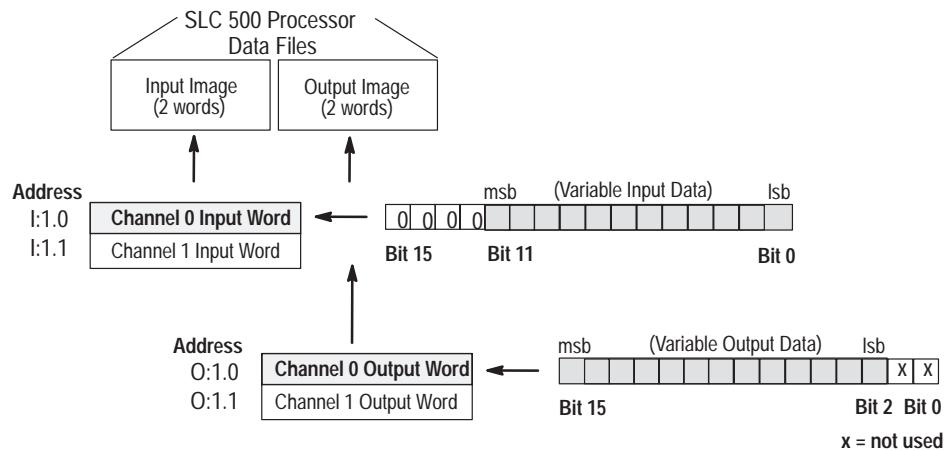 SLC 500 Processor
Data Files
Input Image
(2 words)
Output Image
(2 words)
Address
I:1.0
I:1.1
Channel 0 Input Word
Channel 1 Input Word
msb (Variable Input Data) lsb
0 0 0 0
Bit 15 Bit 11 Bit 0
Address
O:1.0
O:1.1
Channel 0 Output Word
Channel 1 Output Word
msb (Variable Output Data) lsb
x x
Bit 15 Bit 2 Bit 0
x = not used